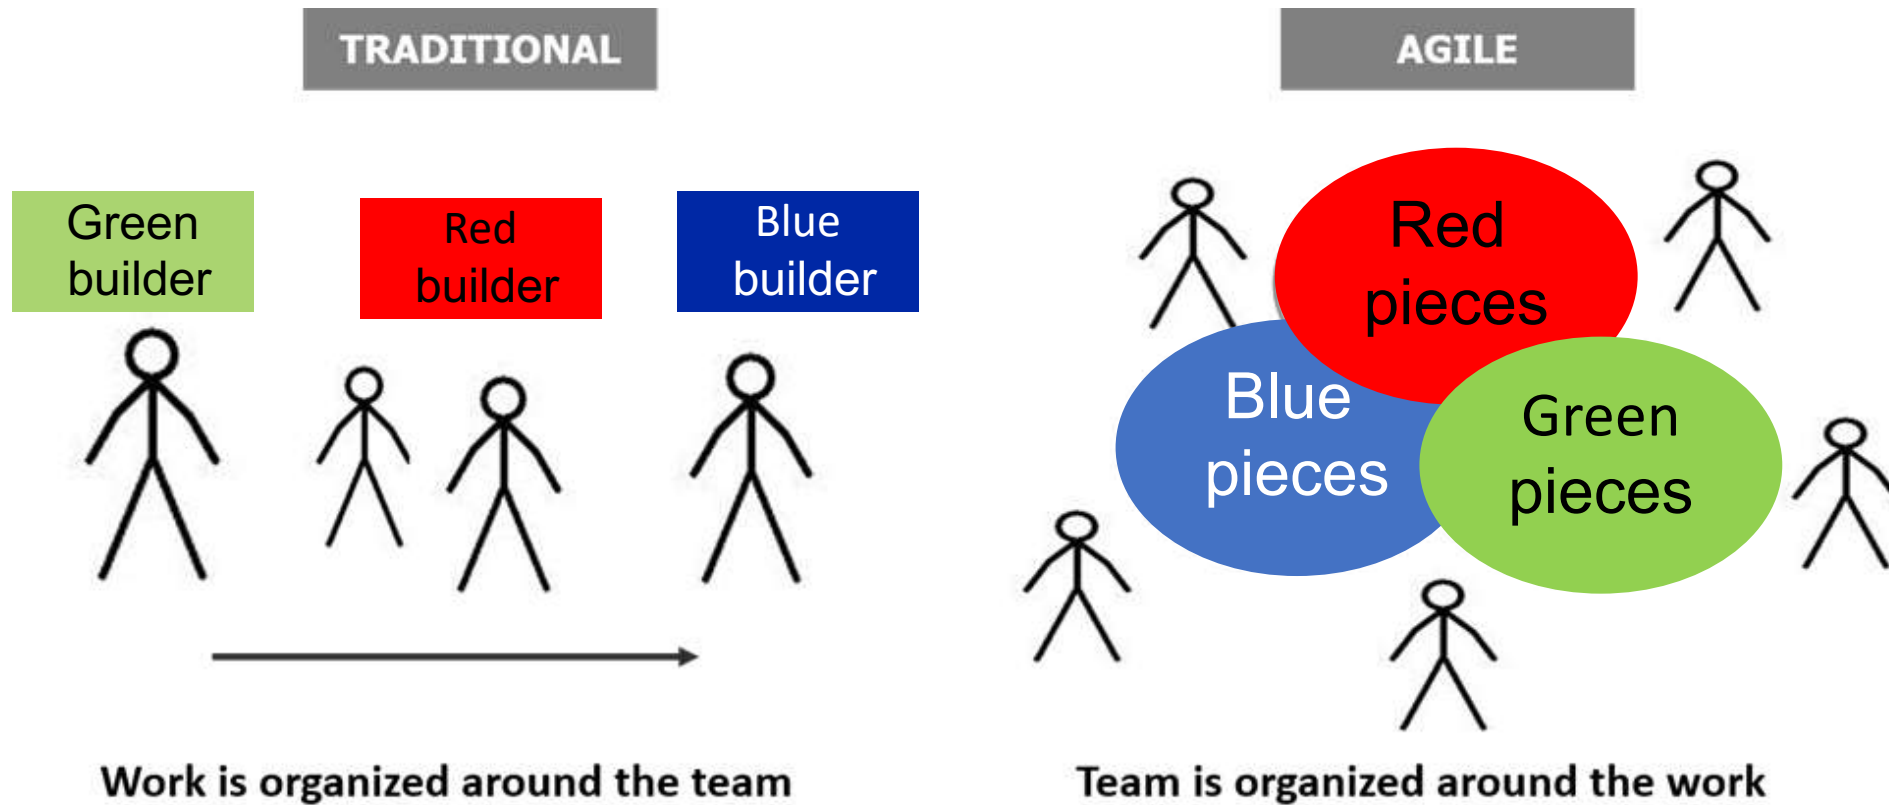 TRADITIONAL
Green
builder
Red
builder
Blue
builder
Work is organized around the team
AGILE
Red
pieces
Blue
pieces
Green
pieces
Team is organized around the work